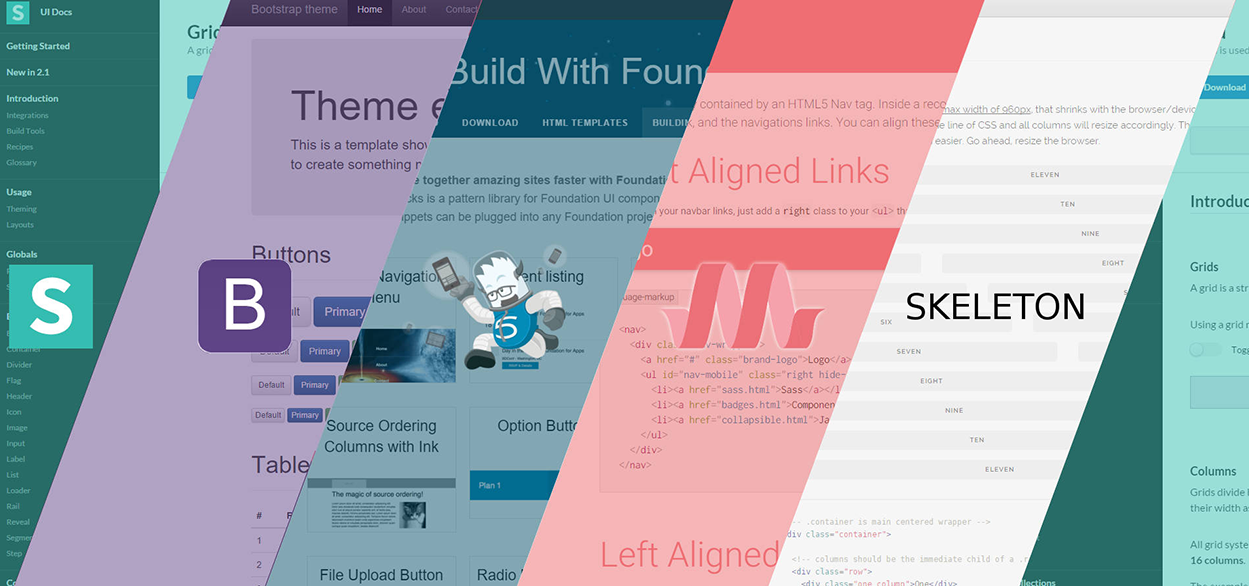 S
UI Docs
Getting Started
New in 2.1
Introduction
Integrations
Build Tools
Recipes
Glossary
Usage
Theming
Layouts
Globals
S
Container
Divider
Flag
Header
Icon
Image
Input
Label
List
Loader
Rail
Reveal
Segmen
Step
Co
Grid
A grid
Bootstrap theme Home About Contact
Theme e
This is a template show
to create something m
Buttons
B
Primary
Default Primary
Default Primary
Default Primary
Table
#
1
2
Build With Foun
DOWNLOAD HTML TEMPLATES BUILDIN
together amazing sites faster with Foundati
cks is a pattern library for Foundation UI compon
ippets can be plugged into any Foundation projec
Navigation
enu
ent listing
5
Source Ordering
Columns with Ink
Option Butto
The magic of source ordering!
Plan 1
File Upload Button
Radio
contained by an HTML5 Nav tag. Inside a reco
, and the navigations links. You can align these
t Aligned Links
your navbar links, just add a right class to your <ul> th
go
uage-markup
<nav>
<div clas
<a href="#" class="brand-logo">Logo</a>
<ul id="nav-mobile" class="right hide-
<li><a href="sass.html">Sass</a></l
<li><a href="badges.html">Component
<li><a href="collapsible.html">Ja
</ul>
</div>
</nav>
Left Aligned
max width of 960px, that shrinks with the browser/devic
e line of CSS and all columns will resize accordingly. Th
easier. Go ahead, resize the browser.
ELEVEN
TEN
NINE
EIGHT
SKELETON
SIX
SEVEN
EIGHT
NINE
TEN
ELEVEN
-- .container is main centered wrapper -->
div class="container">
<!-- columns should be the immediate child of a .r
<div class="row">
<div class="one column">One</div>
is used
Download
Introduc
Grids
A grid is a str
Using a grid r
Togg
Columns
Grids divide h
their width as
All grid syste
16 columns.
ollections